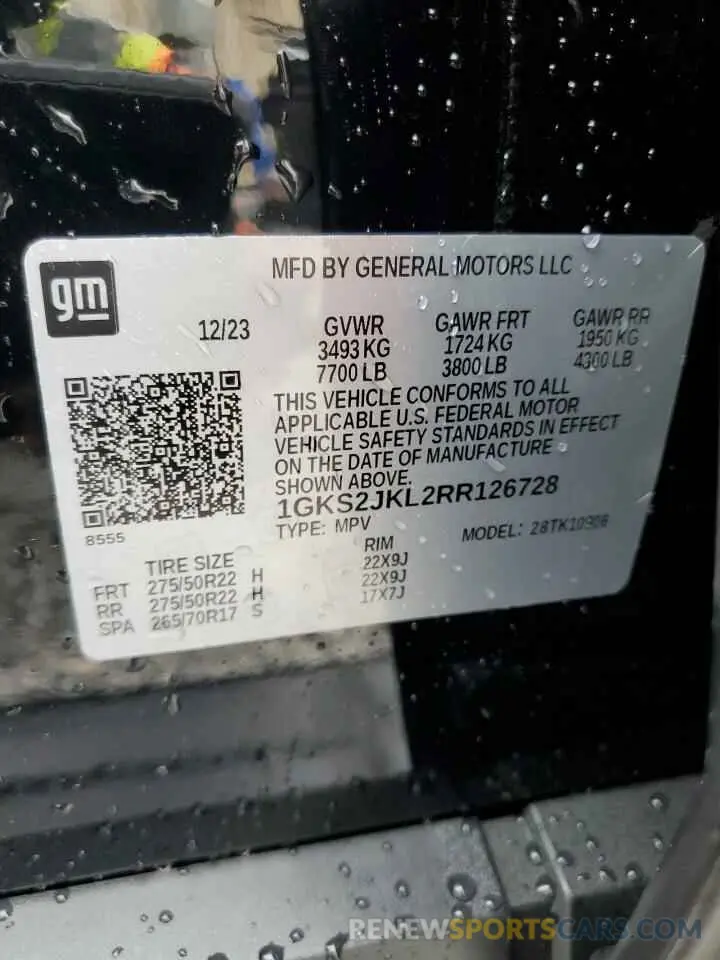 gm
MFD BY GENERAL MOTORS LLC
12/23
GVWR GAWR FRT GAWR RR
3493 KG 1724 KG 1950 KG
7700 LB 3800 LB 4300 LB
THIS VEHICLE CONFORMS TO ALL
APPLICABLE U.S. FEDERAL MOTOR
VEHICLE SAFETY STANDARDS IN EFFECT
ON THE DATE OF MANUFACTURE
SHOWN ABOVE.
1GKS2JKL2RR126728
8555
TYPE: MPV MODEL:
TIRE SIZE RIM
FRT 275/50R22 H 22X9J
RR 275/50R22 H 22X9J
SPA 265/70R17 S 17X7J
RENEWSPORTSCARS.COM